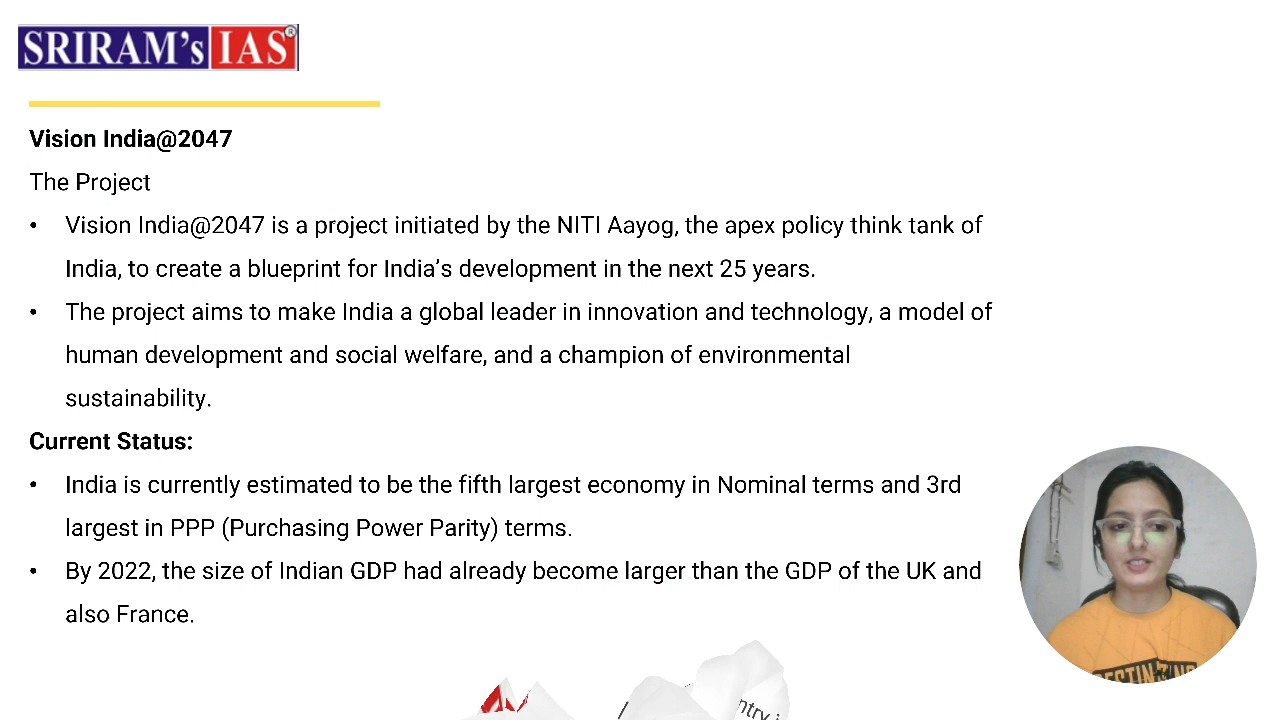 SRIRAM's IAS ®
Vision India@2047
The Project
• Vision India@2047 is a project initiated by the NITI Aayog, the apex policy think tank of
India, to create a blueprint for India's development in the next 25 years.
• The project aims to make India a global leader in innovation and technology, a model of
human development and social welfare, and a champion of environmental
sustainability.
Current Status:
• India is currently estimated to be the fifth largest economy in Nominal terms and 3rd
largest in PPP (Purchasing Power Parity) terms.
• By 2022, the size of Indian GDP had already become larger than the GDP of the UK and
also France.